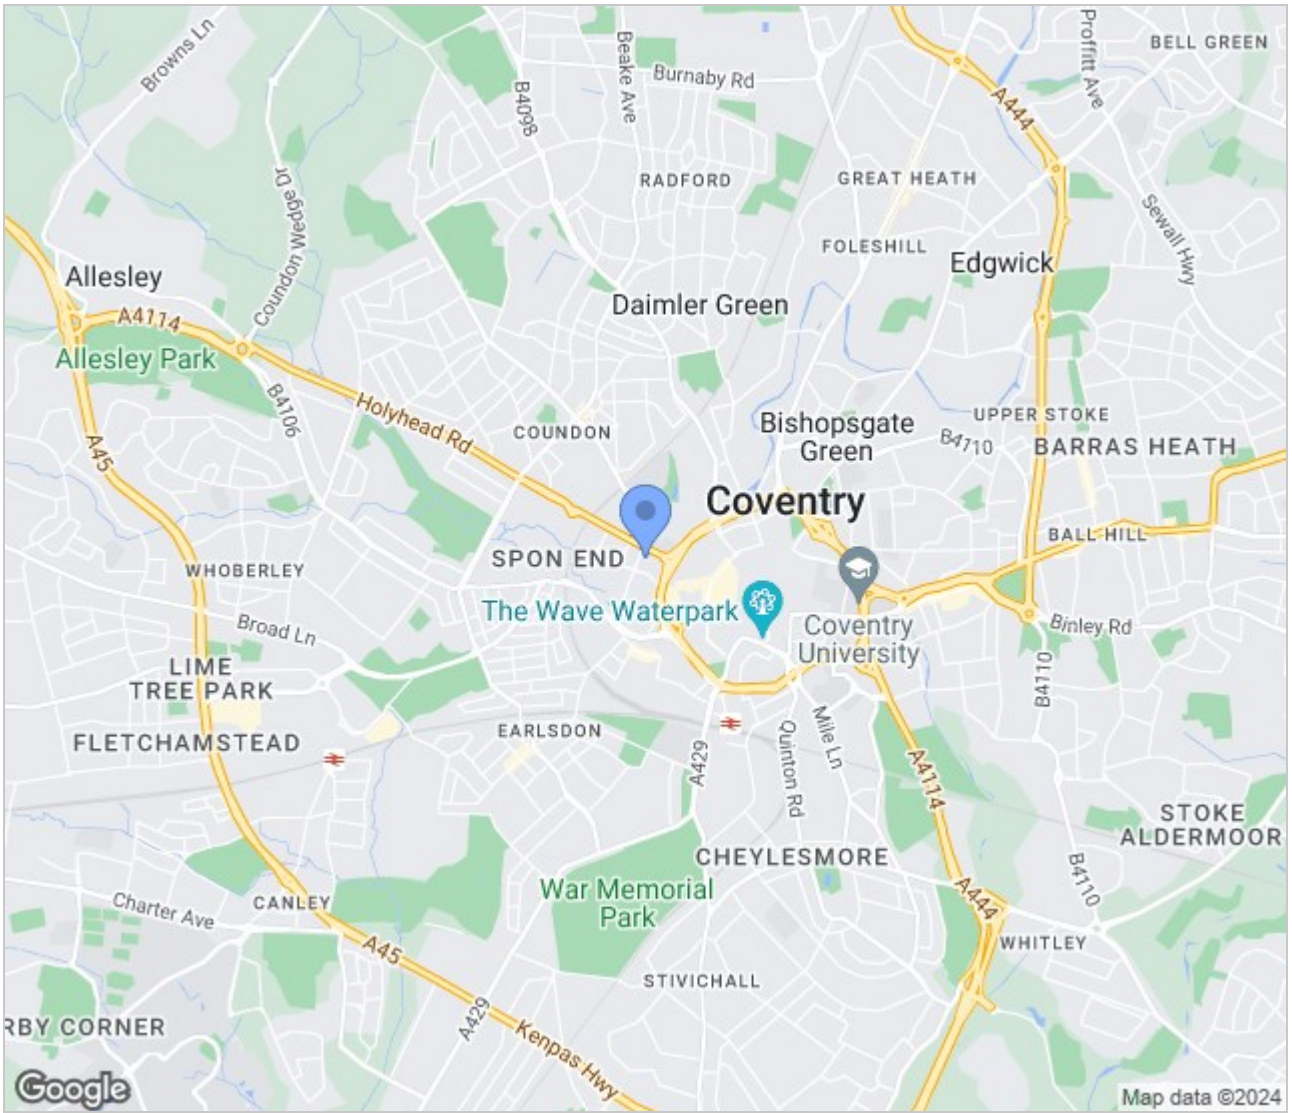 Browns Ln
Beake Ave
Proffitt Ave
BELL GREEN
Burnaby Rd
B4098
A444
RADFORD
GREAT HEATH
Coundon Wedge Dr
Sewall Hwy
FOLESHILL
Edgwick
Allesley
Daimler Green
A4114
Allesley Park
B4106
Holyhead Rd
COUNDON
Bishopsgate
Green
UPPER STOKE
B4710
BARRAS HEATH
A45
Coventry
BALL HILL
SPON END
WHOBERLEY
The Wave Waterpark
Coventry
University
Binley Rd
Broad Ln
LIME
TREE PARK
B4110
FLETCHAMSTEAD
EARLSDON
A429
Quinton Rd
Mile Ln
A4114
STOKE
ALDERMOOR
CHEYLESMORE
War Memorial
Park
B4110
A444
CANLEY
Charter Ave
A45
WHITLEY
STIVICHALL
RBY CORNER
A429
Kenpas Hwy
Google
Map data ©2024